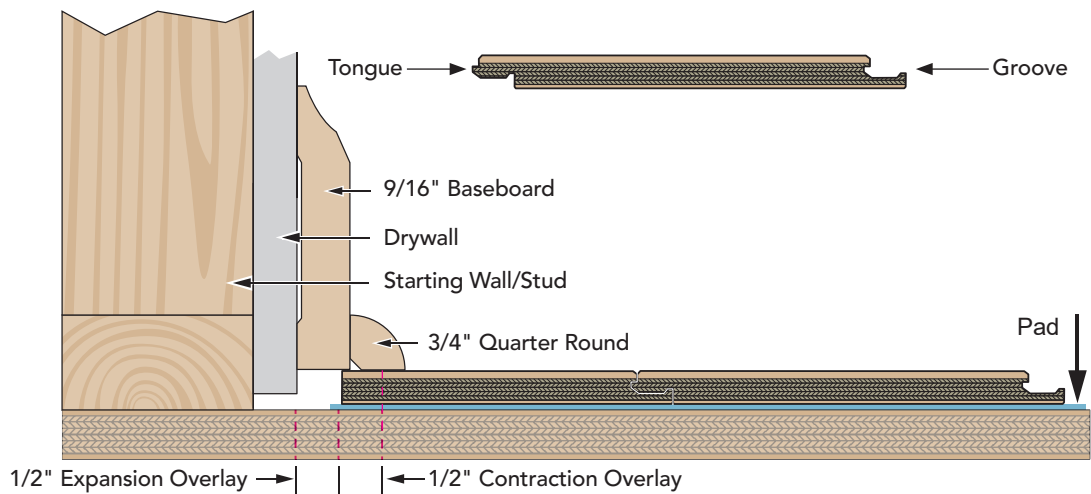 Tongue
Groove
9/16" Baseboard
Drywall
Starting Wall/Stud
3/4" Quarter Round
Pad
1/2" Expansion Overlay
1/2" Contraction Overlay